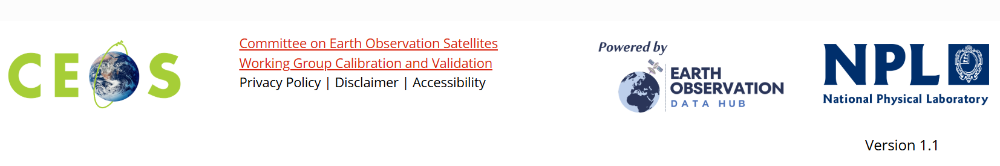 CEOS
Committee on Earth Observation Satellites
Working Group Calibration and Validation
Privacy Policy | Disclaimer | Accessibility
Powered by
EARTH
OBSERVATION
DATA HUB
NPL
National Physical Laboratory
Version 1.1